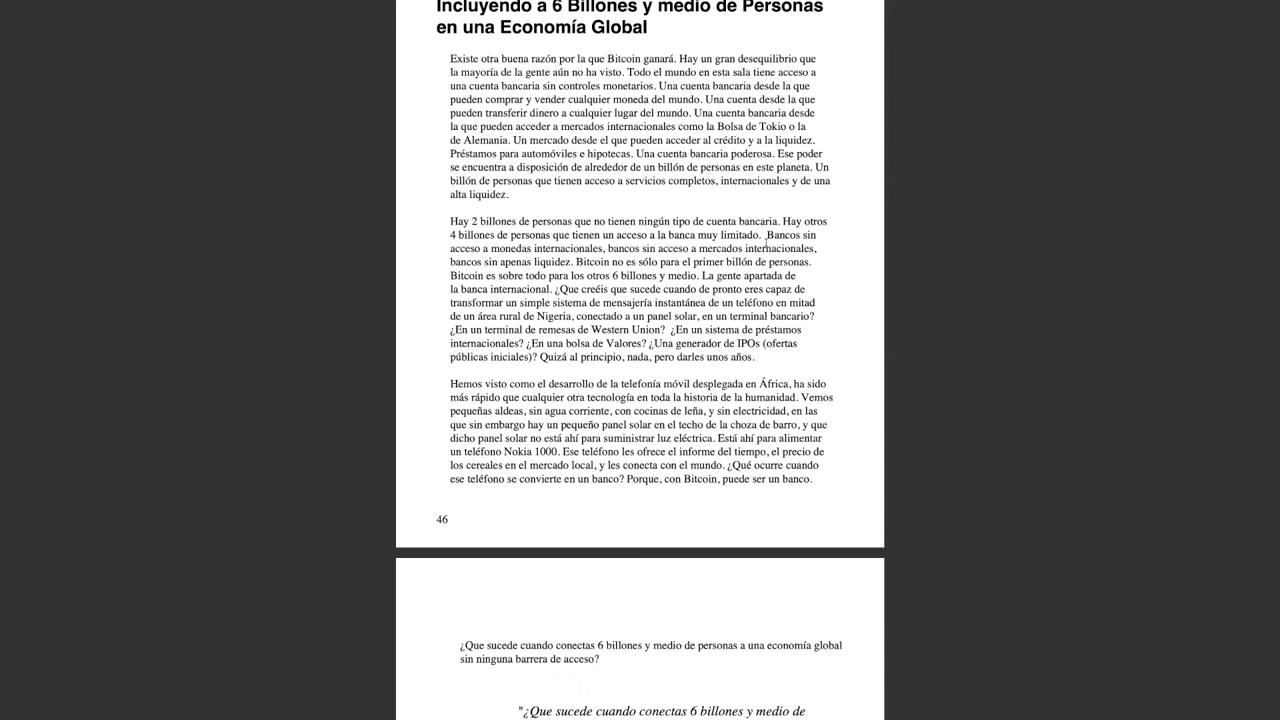 Incluyendo a 6 Billones y medio de Personas
en una Economía Global
Existe otra buena razón por la que Bitcoin ganará. Hay un gran desequilibrio que
la mayoría de la gente aún no ha visto. Todo el mundo en esta sala tiene acceso a
una cuenta bancaria sin controles monetarios. Una cuenta bancaria desde la que
pueden comprar y vender cualquier moneda del mundo. Una cuenta desde la que
pueden transferir dinero a cualquier lugar del mundo. Una cuenta bancaria desde
la que pueden acceder a mercados internacionales como la Bolsa de Tokio o la
de Alemania. Un mercado desde el que pueden acceder al crédito y a la liquidez.
Préstamos para automóviles e hipotecas. Una cuenta bancaria poderosa. Ese poder
se encuentra a disposición de alrededor de un billón de personas en este planeta. Un
billón de personas que tienen acceso a servicios completos, internacionales y de una
alta liquidez.
Hay 2 billones de personas que no tienen ningún tipo de cuenta bancaria. Hay otros
4 billones de personas que tienen un acceso a la banca muy limitado. Bancos sin
acceso a monedas internacionales, bancos sin acceso a mercados internacionales,
bancos sin apenas liquidez. Bitcoin no es sólo para el primer billón de personas.
Bitcoin es sobre todo para los otros 6 billones y medio. La gente apartada de
la banca internacional. ¿Que creéis que sucede cuando de pronto eres capaz de
transformar un simple sistema de mensajería instantánea de un teléfono en mitad
de un área rural de Nigeria, conectado a un panel solar, en un terminal bancario?
¿En un terminal de remesas de Western Union? ¿En un sistema de préstamos
internacionales? ¿En una bolsa de Valores? ¿Una generador de IPOs (ofertas
públicas iniciales)? Quizá al principio, nada, pero darles unos años.
Hemos visto como el desarrollo de la telefonía móvil desplegada en África, ha sido
más rápido que cualquier otra tecnología en toda la historia de la humanidad. Vemos
pequeñas aldeas, sin agua corriente, con cocinas de leña, y sin electricidad, en las
que sin embargo hay un pequeño panel solar en el techo de la choza de barro, y que
dicho panel solar no está ahí para suministrar luz eléctrica. Está ahí para alimentar
un teléfono Nokia 1000. Ese teléfono les ofrece el informe del tiempo, el precio de
los cereales en el mercado local, y les conecta con el mundo. ¿Qué ocurre cuando
ese teléfono se convierte en un banco? Porque, con Bitcoin, puede ser un banco.
46
¿Que sucede cuando conectas 6 billones y medio de personas a una economía global
sin ninguna barrera de acceso?
"¿Que sucede cuando conectas 6 billones y medio de